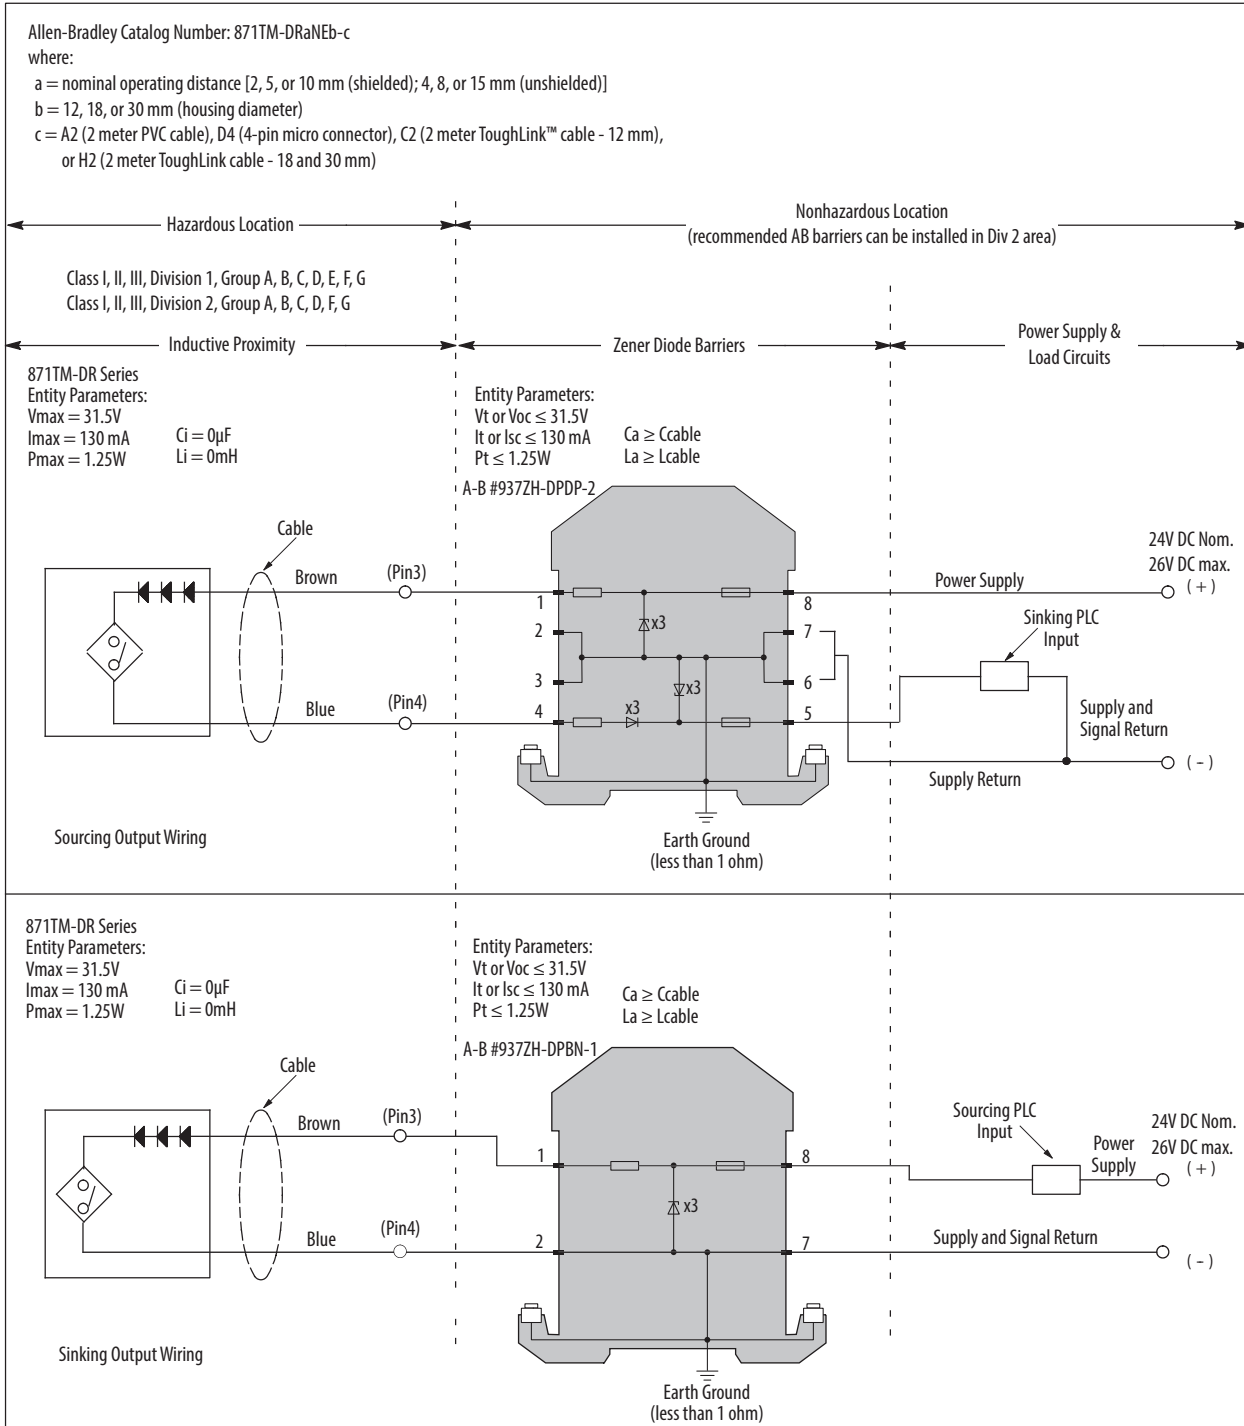 Allen-Bradley Catalog Number: 871TM-DRaNEb-c
where:
a = nominal operating distance [2, 5, or 10 mm (shielded); 4, 8, or 15 mm (unshielded)]
b = 12, 18, or 30 mm (housing diameter)
c = A2 (2 meter PVC cable), D4 (4-pin micro connector), C2 (2 meter ToughLink™ cable - 12 mm),
or H2 (2 meter ToughLink cable - 18 and 30 mm)
Hazardous Location
Nonhazardous Location
(recommended AB barriers can be installed in Div 2 area)
Class I, II, III, Division 1, Group A, B, C, D, E, F, G
Class I, II, III, Division 2, Group A, B, C, D, F, G
Inductive Proximity
Zener Diode Barriers
Power Supply &
Load Circuits
871TM-DR Series
Entity Parameters:
Vmax = 31.5V
Imax = 130 mA
Pmax = 1.25W
Ci = 0µF
Li = 0mH
Entity Parameters:
Vt or Voc ≤ 31.5V
It or Isc ≤ 130 mA
Pt ≤ 1.25W
Ca ≥ Ccable
La ≥ Lcable
A-B #937ZH-DPDP-2
Cable
Brown
(Pin3)
Blue
(Pin4)
1
2
3
4
x3
x3
x3
8
7
6
5
Power Supply
24V DC Nom.
26V DC max.
( + )
Sinking PLC
Input
Supply and
Signal Return
( - )
Supply Return
Earth Ground
(less than 1 ohm)
Sourcing Output Wiring
871TM-DR Series
Entity Parameters:
Vmax = 31.5V
Imax = 130 mA
Pmax = 1.25W
Ci = 0µF
Li = 0mH
Entity Parameters:
Vt or Voc ≤ 31.5V
It or Isc ≤ 130 mA
Pt ≤ 1.25W
Ca ≥ Ccable
La ≥ Lcable
A-B #937ZH-DPBN-1
Cable
Brown
(Pin3)
Blue
(Pin4)
1
2
x3
8
7
Sourcing PLC
Input
Power
Supply
24V DC Nom.
26V DC max.
( + )
Supply and Signal Return
( - )
Earth Ground
(less than 1 ohm)
Sinking Output Wiring